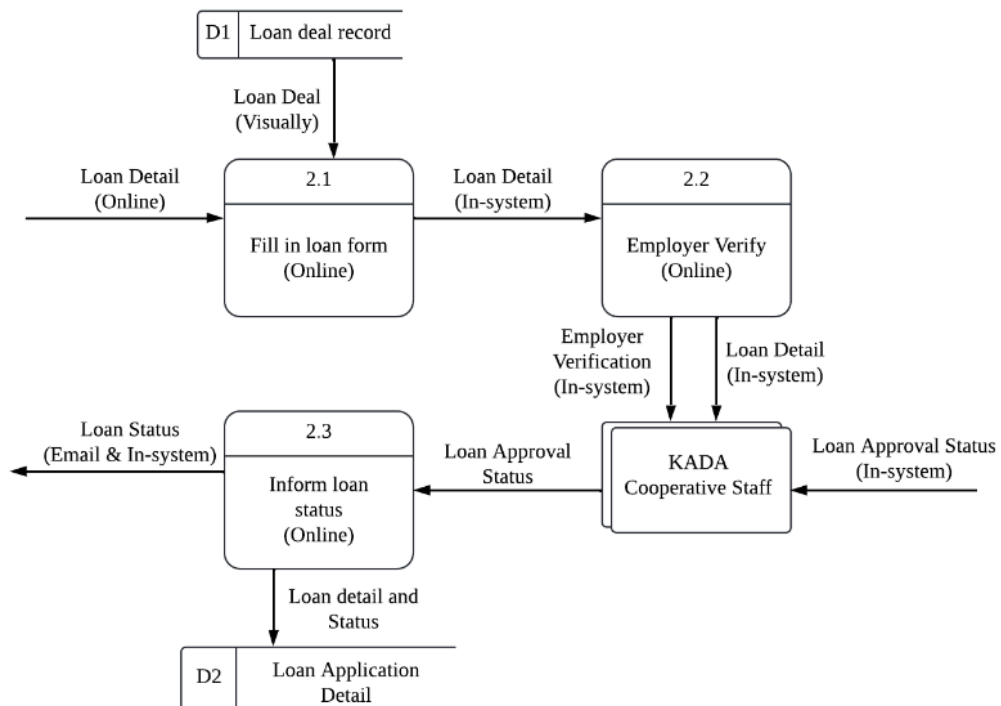 D1
Loan deal record
Loan Deal
(Visually)
Loan Detail
(Online)
2.1
Fill in loan form
(Online)
Loan Detail
(In-system)
2.2
Employer Verify
(Online)
Employer
Verification
(In-system)
Loan Detail
(In-system)
KADA
Cooperative Staff
Loan Approval Status
(In-system)
Loan Approval
Status
2.3
Inform loan
status
(Online)
Loan Status
(Email & In-system)
Loan detail and
Status
D2
Loan Application
Detail